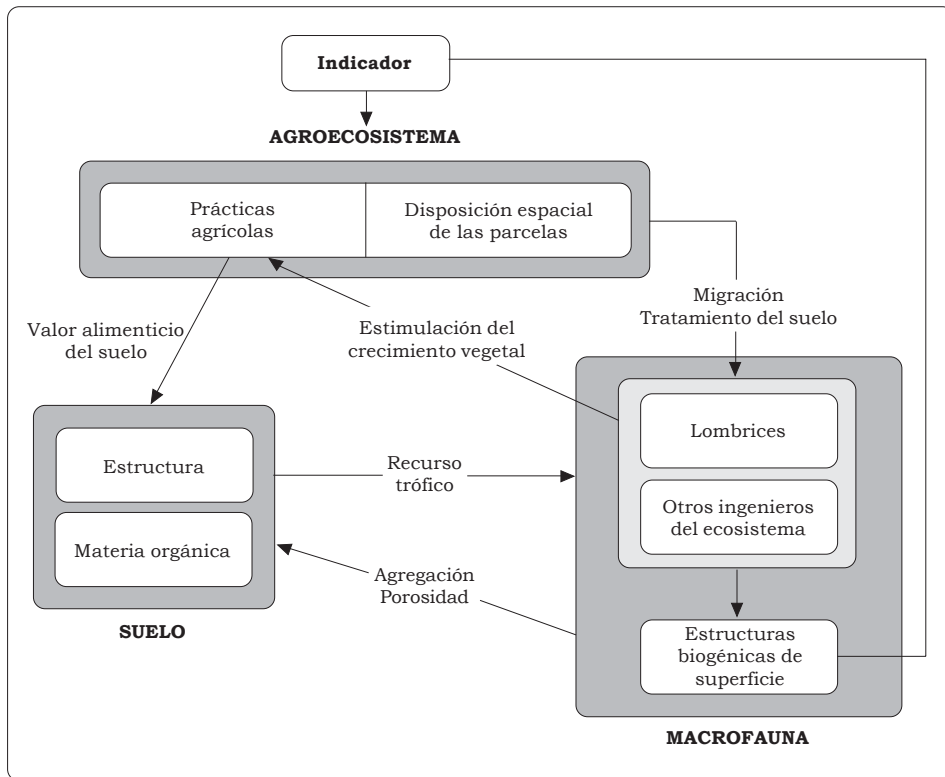 Indicador
AGROECOSISTEMA
Prácticas
agrícolas
Disposición espacial
de las parcelas
Migración
Tratamiento del suelo
Valor alimenticio
del suelo
Estimulación del
crecimiento vegetal
Lombrices
Estructura
Recurso
trófico
Otros ingenieros
del ecosistema
Materia orgánica
Agregación
Porosidad
SUELO
Estructuras
biogénicas de
superficie
MACROFAUNA